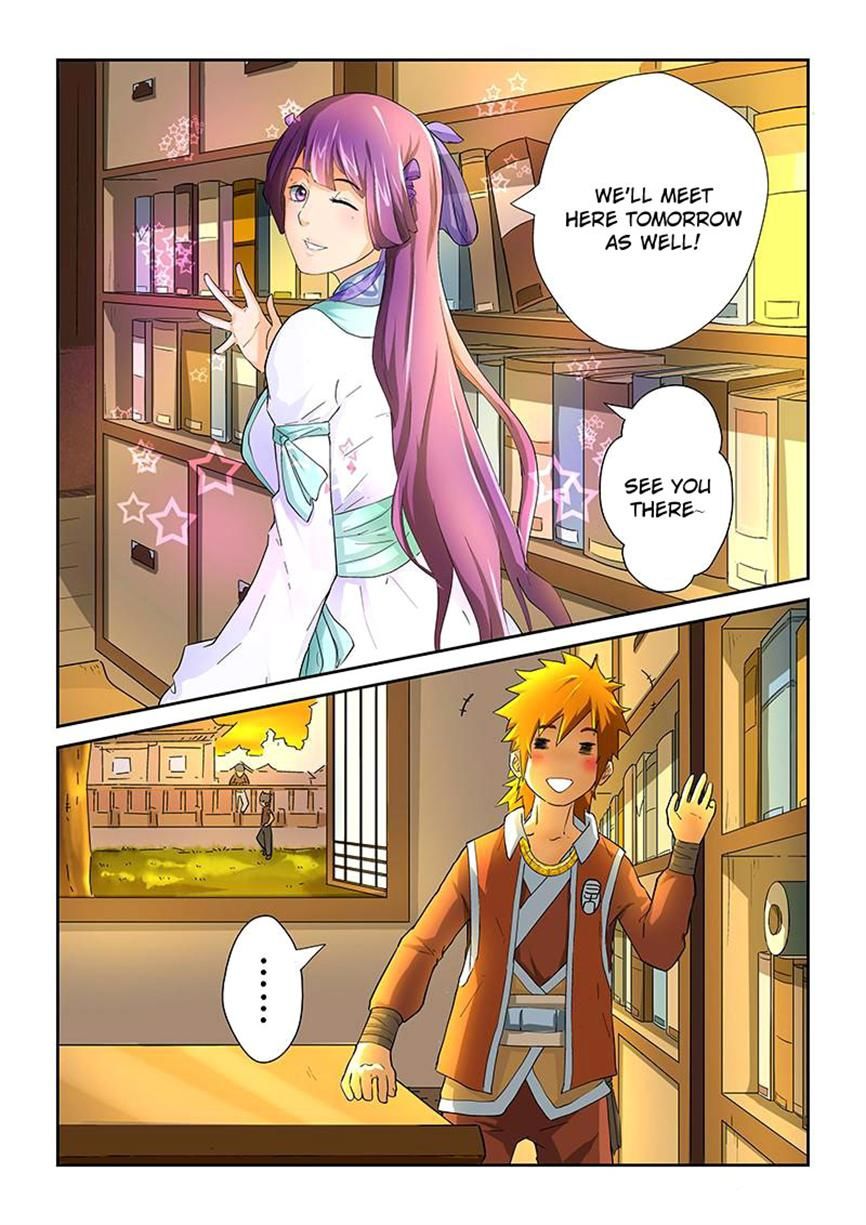 WE'LL MEET
HERE TOMORROW
AS WELL!
SEE YOU
THERE~
......